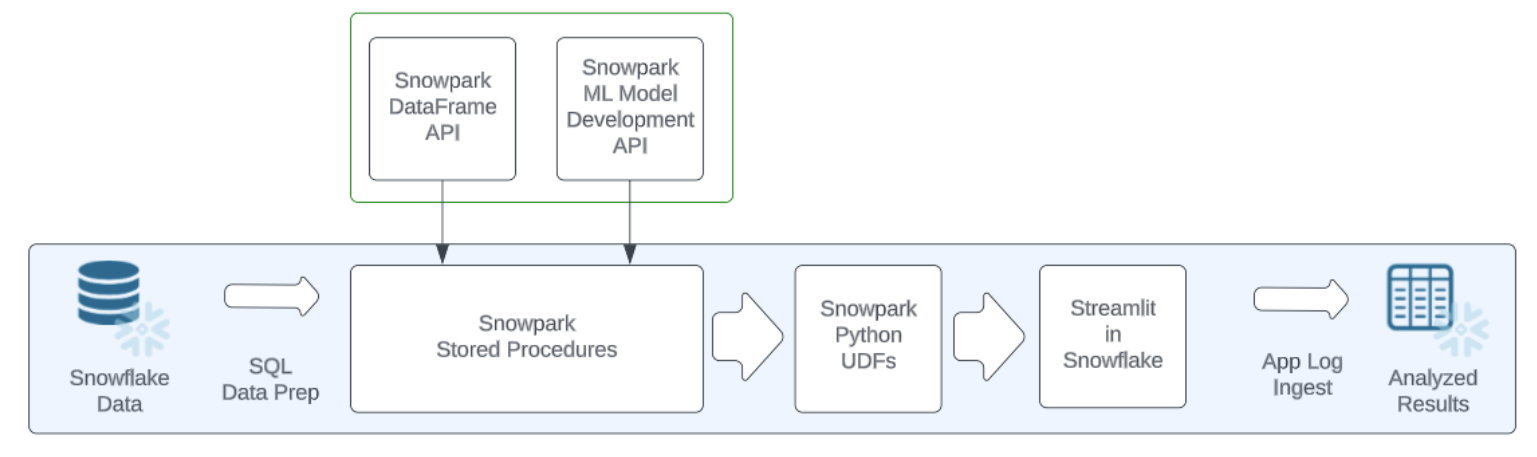 Snowpark
DataFrame
API
Snowpark
ML Model
Development
API
Snowflake
Data
SQL
Data Prep
Snowpark
Stored Procedures
Snowpark
Python
UDFs
Streamlit
in
Snowflake
App Log
Ingest
Analyzed
Results